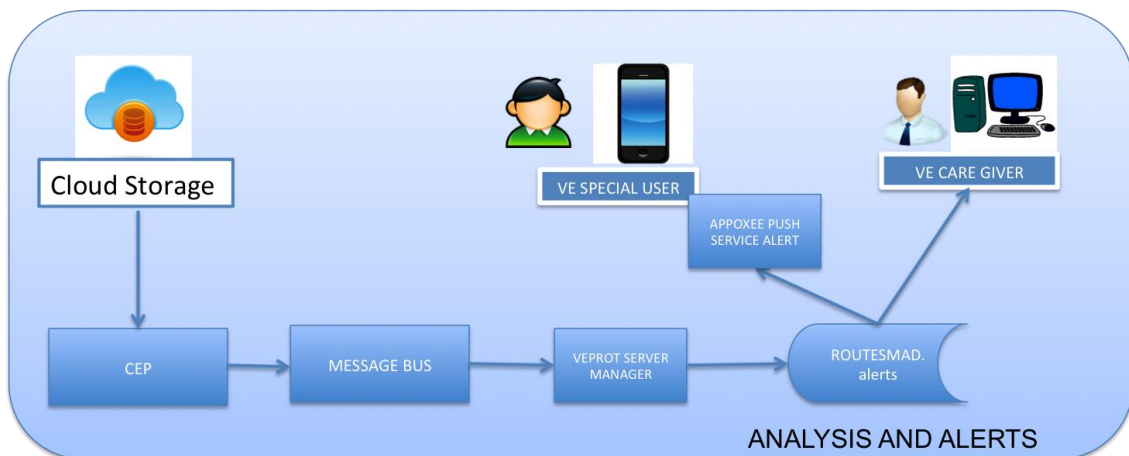 Cloud Storage
VE SPECIAL USER
VE CARE GIVER
APPOXEE PUSH
SERVICE ALERT
CEP
MESSAGE BUS
VEPROT SERVER
MANAGER
ROUTESMAD.
alerts
ANALYSIS AND ALERTS